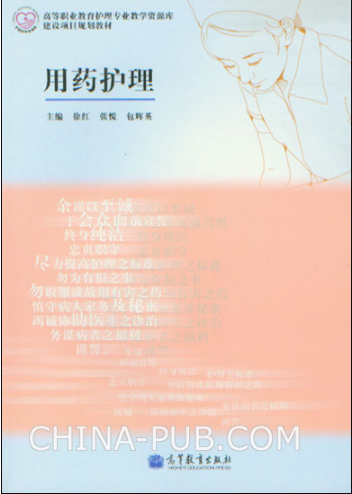 高等职业教育护理专业教学资源库
建设项目规划教材
用药护理
主编 徐红 张悦 包辉英
余谨以至诚
于会众面前宣誓
终身纯洁
忠贞职守
尽力提高护理之标准
勿为有损之事
勿取服或故用有害之药
慎守病人家务及秘密
竭诚协助医生之诊治
务谋病者之福利
谨誓
CHINA-PUB.COM
高等教育出版社
HIGHER EDUCATION PRESS